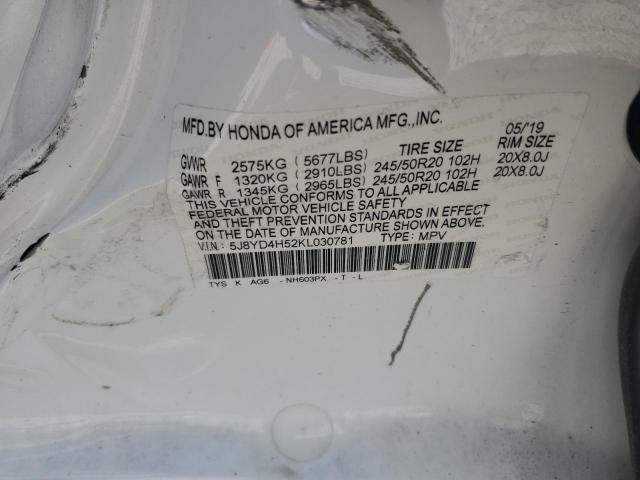 MFD.BY HONDA OF AMERICA MFG.,INC. 05/'19
TIRE SIZE RIM SIZE
GVWR 2575KG (5677LBS)
GAWR F 1320KG (2910LBS) 245/50R20 102H 20X8.0J
GAWR R 1345KG (2965LBS) 245/50R20 102H 20X8.0J
THIS VEHICLE CONFORMS TO ALL APPLICABLE
FEDERAL MOTOR VEHICLE SAFETY
AND THEFT PREVENTION STANDARDS IN EFFECT
ON THE DATE OF MANUFACTURE SHOWN ABOVE.
V.I.N: 5J8YD4H52KL030781 TYPE: MPV
TYS K AG6 -NH603PX -T -L